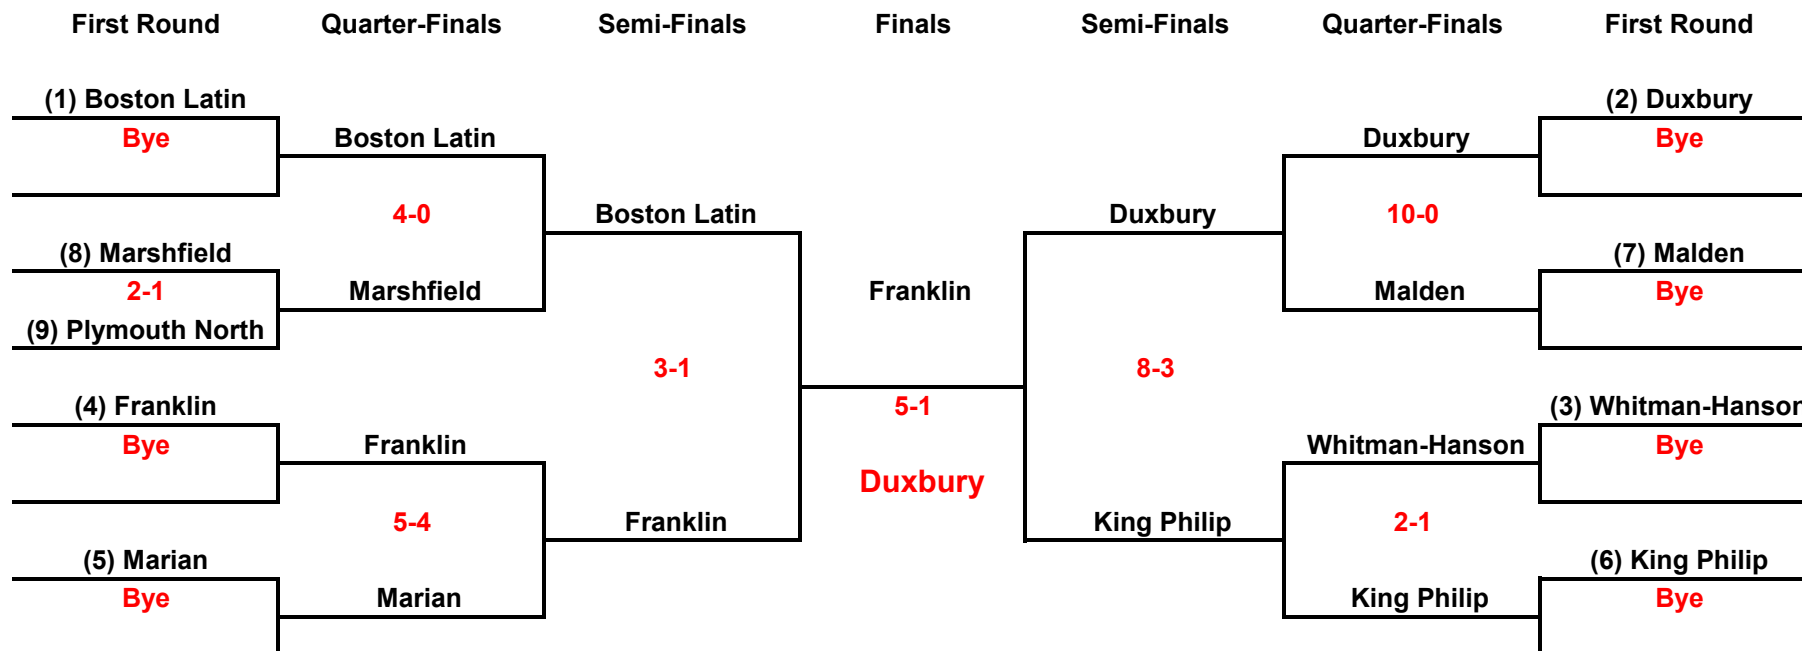 First Round Quarter-Finals Semi-Finals Finals Semi-Finals Quarter-Finals First Round
(1) Boston Latin (2) Duxbury
Bye Boston Latin Duxbury Bye
4-0 Boston Latin Duxbury 10-0
(8) Marshfield (7) Malden
2-1 Marshfield Franklin Malden Bye
(9) Plymouth North
3-1 8-3
(4) Franklin 5-1 (3) Whitman-Hanson
Bye Franklin Whitman-Hanson Bye
Duxbury
5-4 Franklin King Philip 2-1
(5) Marian (6) King Philip
Bye Marian King Philip Bye